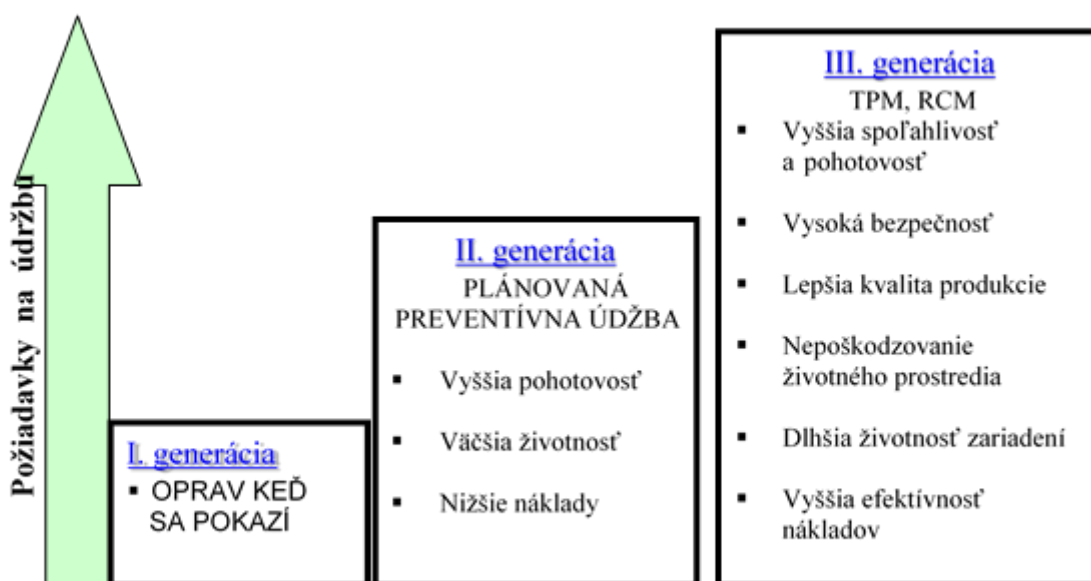 Požiadavky na údržbu
I. generácia
▪ OPRAV KEĎ
SA POKAZÍ
II. generácia
PLÁNOVANÁ
PREVENTÍVNA ÚDŽBA
▪ Vyššia pohotovosť
▪ Väčšia životnosť
▪ Nižšie náklady
III. generácia
TPM, RCM
▪ Vyššia spoľahlivosť
a pohotovosť
▪ Vysoká bezpečnosť
▪ Lepšia kvalita produkcie
▪ Nepoškodzovanie
životného prostredia
▪ Dlhšia životnosť zariadení
▪ Vyššia efektívnosť
nákladov